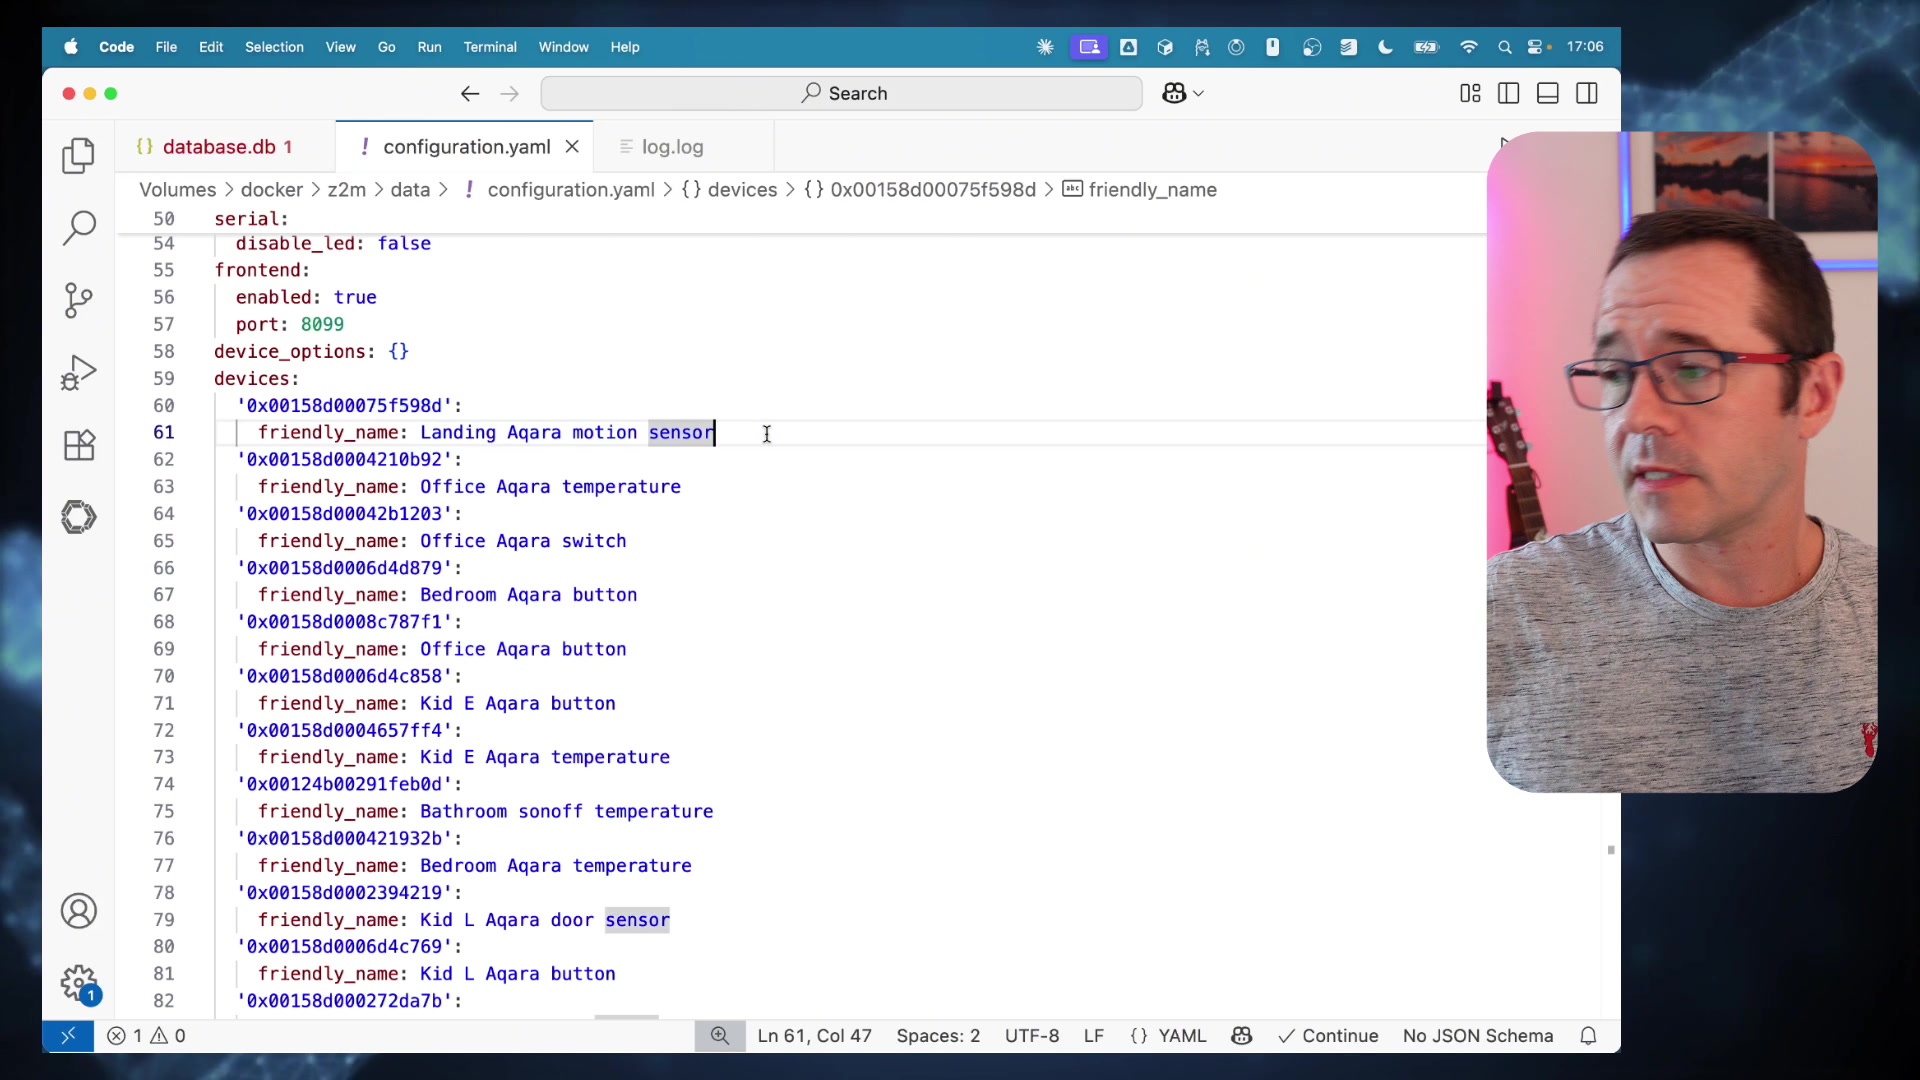 Code File Edit Selection View Go Run Terminal Window Help 17:06
Search
{} database.db 1 ! configuration.yaml log.log
Volumes > docker > z2m > data > ! configuration.yaml > {} devices > {} 0x00158d00075f598d > abc friendly_name
50 serial:
54 disable_led: false
55 frontend:
56 enabled: true
57 port: 8099
58 device_options: {}
59 devices:
60 '0x00158d00075f598d':
61 friendly_name: Landing Aqara motion sensor
62 '0x00158d0004210b92':
63 friendly_name: Office Aqara temperature
64 '0x00158d00042b1203':
65 friendly_name: Office Aqara switch
66 '0x00158d0006d4d879':
67 friendly_name: Bedroom Aqara button
68 '0x00158d0008c787f1':
69 friendly_name: Office Aqara button
70 '0x00158d0006d4c858':
71 friendly_name: Kid E Aqara button
72 '0x00158d0004657ff4':
73 friendly_name: Kid E Aqara temperature
74 '0x00124b00291feb0d':
75 friendly_name: Bathroom sonoff temperature
76 '0x00158d000421932b':
77 friendly_name: Bedroom Aqara temperature
78 '0x00158d0002394219':
79 friendly_name: Kid L Aqara door sensor
80 '0x00158d0006d4c769':
81 friendly_name: Kid L Aqara button
82 '0x00158d000272da7b':
1
1 0 Ln 61, Col 47 Spaces: 2 UTF-8 LF {} YAML Continue No JSON Schema